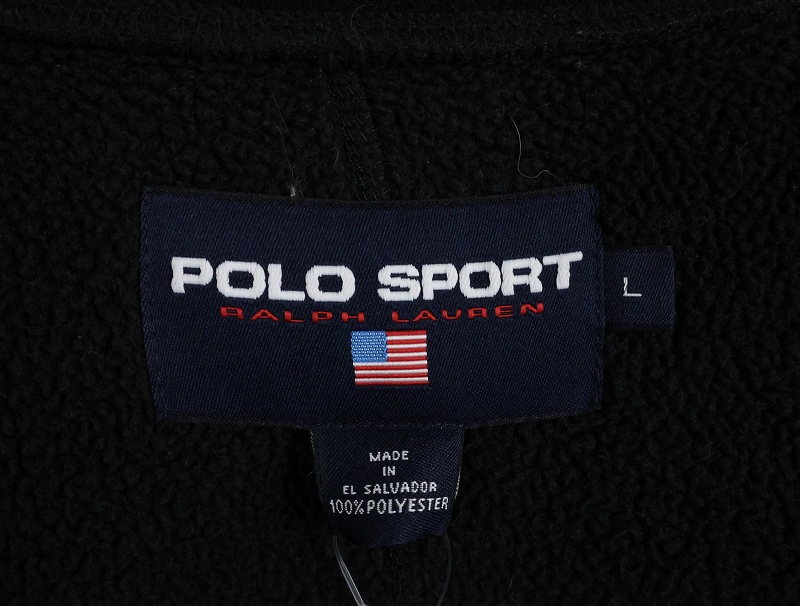 POLO SPORT
RALPH LAUREN
L
MADE
IN
EL SALVADOR
100% POLYESTER